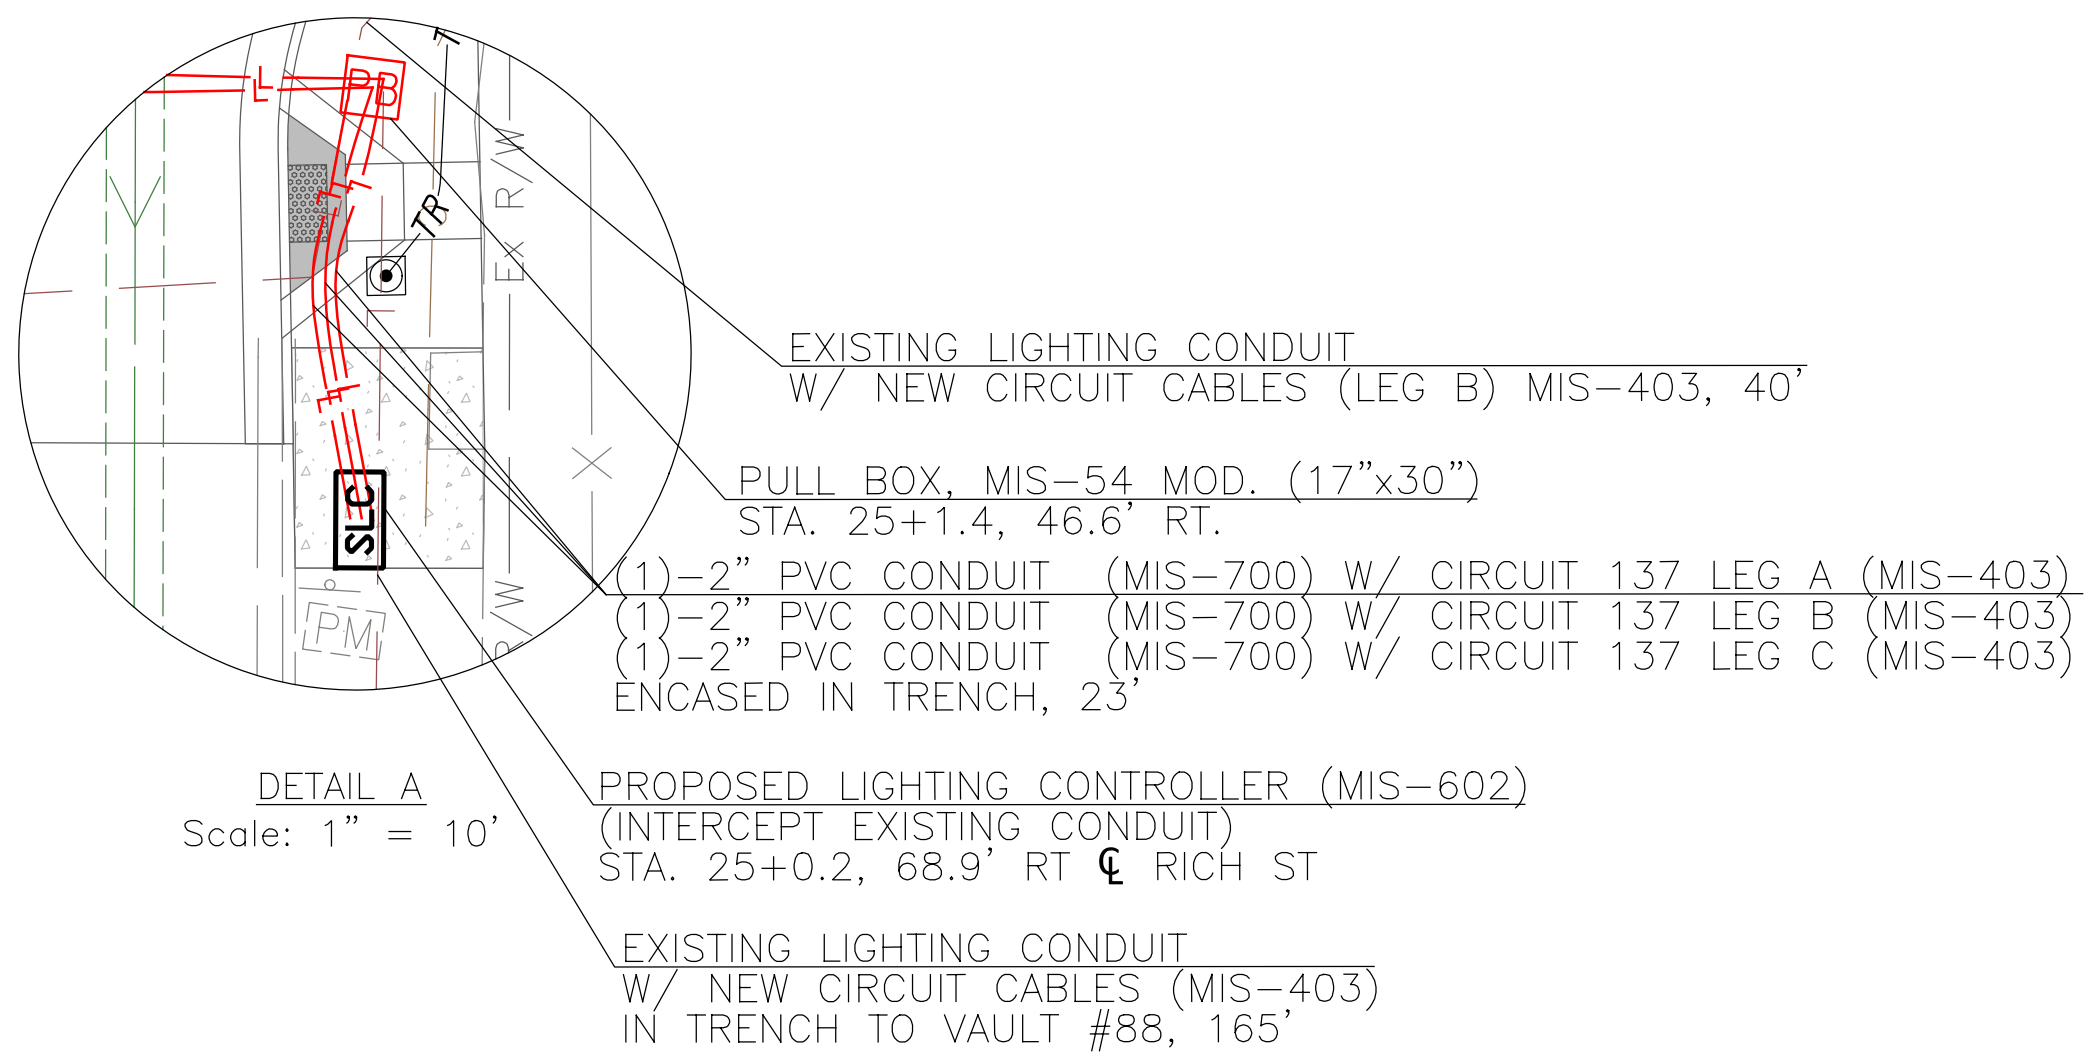 PB
L
L
Ex R/W
TR
SLC
R/W
PM
EXISTING LIGHTING CONDUIT
W/ NEW CIRCUIT CABLES (LEG B) MIS-403, 40'
PULL BOX, MIS-54 MOD. (17"x30")
STA. 25+1.4, 46.6' RT.
(1)-2" PVC CONDUIT (MIS-700) W/ CIRCUIT 137 LEG A (MIS-403)
(1)-2" PVC CONDUIT (MIS-700) W/ CIRCUIT 137 LEG B (MIS-403)
(1)-2" PVC CONDUIT (MIS-700) W/ CIRCUIT 137 LEG C (MIS-403)
ENCASED IN TRENCH, 23'
DETAIL A
Scale: 1" = 10'
PROPOSED LIGHTING CONTROLLER (MIS-602)
(INTERCEPT EXISTING CONDUIT)
STA. 25+0.2, 68.9' RT ℄ RICH ST
EXISTING LIGHTING CONDUIT
W/ NEW CIRCUIT CABLES (MIS-403)
IN TRENCH TO VAULT #88, 165'